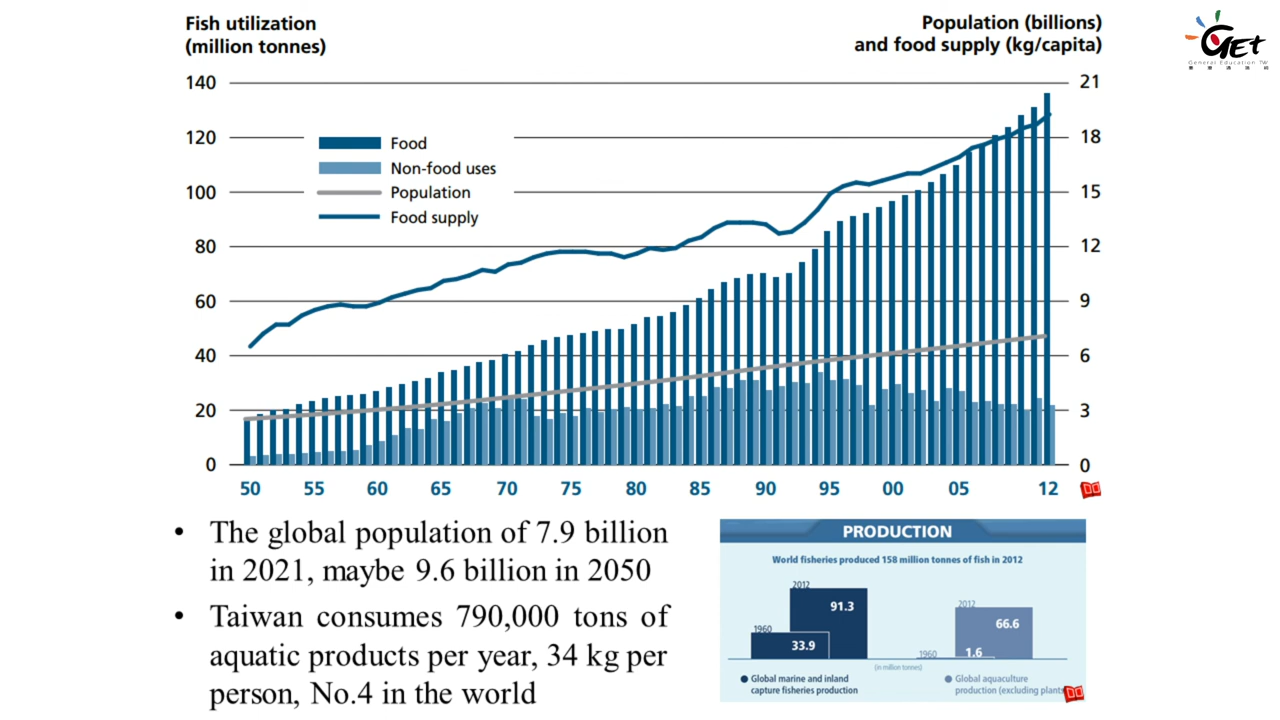 Fish utilization
(million tonnes)
Population (billions)
and food supply (kg/capita)
GET
General Education TW
140
120
100
80
60
40
20
0
Food
Non-food uses
Population
Food supply
21
18
15
12
9
6
3
0
50 55 60 65 70 75 80 85 90 95 00 05 12
• The global population of 7.9 billion
in 2021, maybe 9.6 billion in 2050
• Taiwan consumes 790,000 tons of
aquatic products per year, 34 kg per
person, No.4 in the world
PRODUCTION
World fisheries produced 158 million tonnes of fish in 2012
2012
91.3
1960
33.9
2012
66.6
1960
1.6
(in million tonnes)
Global marine and inland
capture fisheries production
Global aquaculture
production (excluding plants